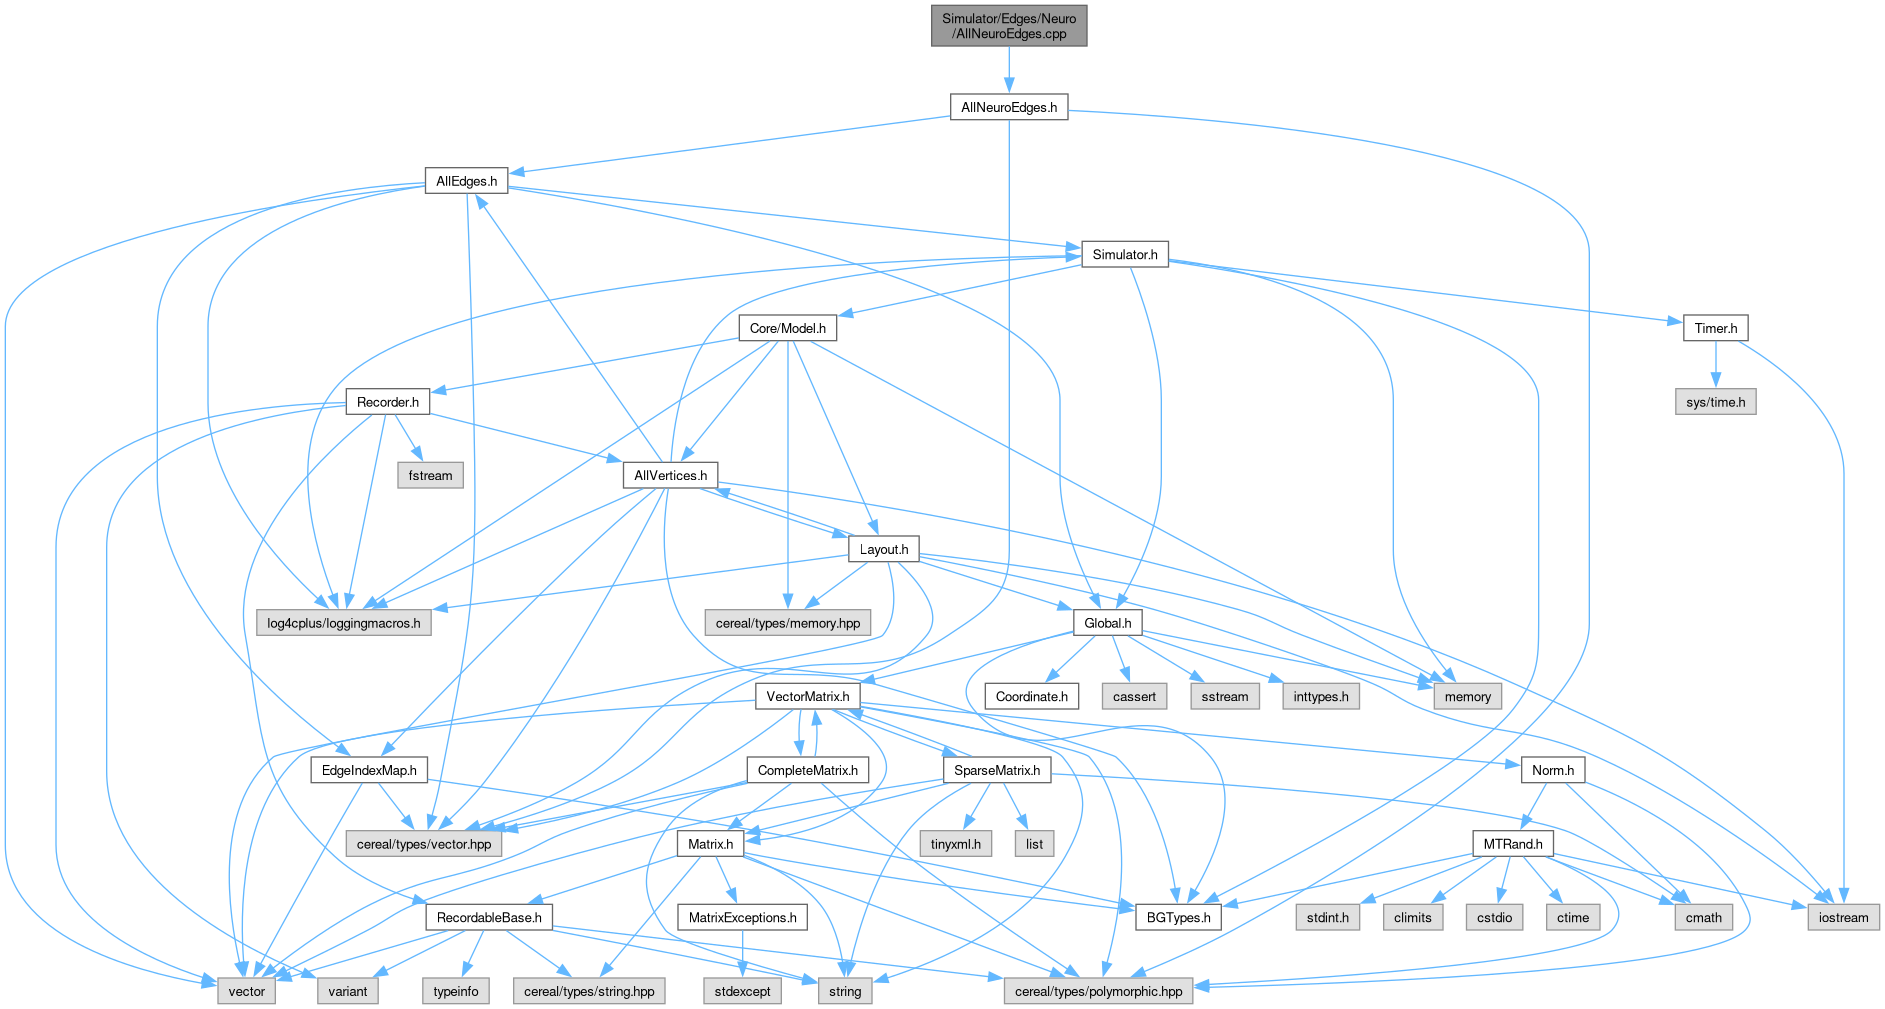 Simulator/Edges/Neuro
/AllNeuroEdges.cpp
AllNeuroEdges.h
AllEdges.h
Simulator.h
Core/Model.h
Timer.h
Recorder.h
sys/time.h
fstream
AllVertices.h
Layout.h
log4cplus/loggingmacros.h
cereal/types/memory.hpp
Global.h
VectorMatrix.h
Coordinate.h
cassert
sstream
inttypes.h
memory
EdgeIndexMap.h
CompleteMatrix.h
SparseMatrix.h
Norm.h
cereal/types/vector.hpp
Matrix.h
tinyxml.h
list
MTRand.h
RecordableBase.h
MatrixExceptions.h
BGTypes.h
stdint.h
climits
cstdio
ctime
cmath
iostream
vector
variant
typeinfo
cereal/types/string.hpp
stdexcept
string
cereal/types/polymorphic.hpp